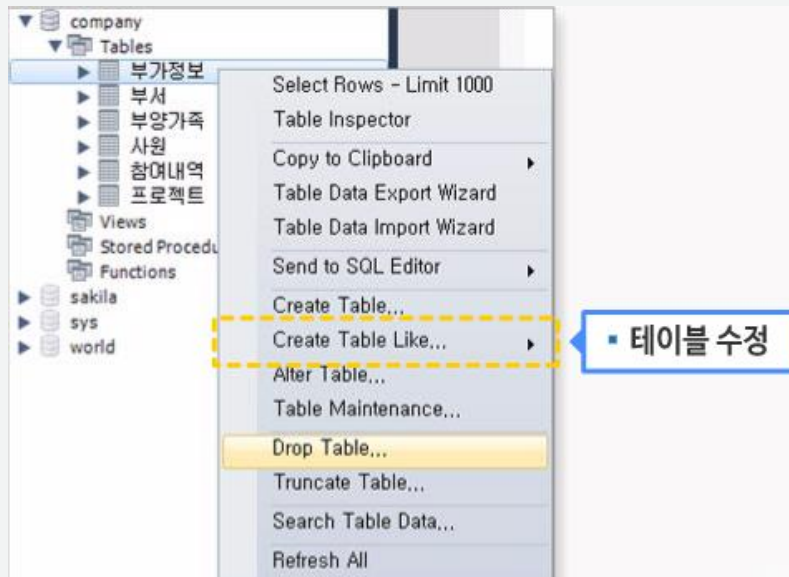 company
Tables
부가정보
부서
부양가족
사원
참여내역
프로젝트
Views
Stored Procedu
Functions
sakila
sys
world
Select Rows - Limit 1000
Table Inspector
Copy to Clipboard
Table Data Export Wizard
Table Data Import Wizard
Send to SQL Editor
Create Table...
Create Table Like...
Alter Table...
Table Maintenance...
Drop Table...
Truncate Table...
Search Table Data...
Refresh All
▪ 테이블 수정